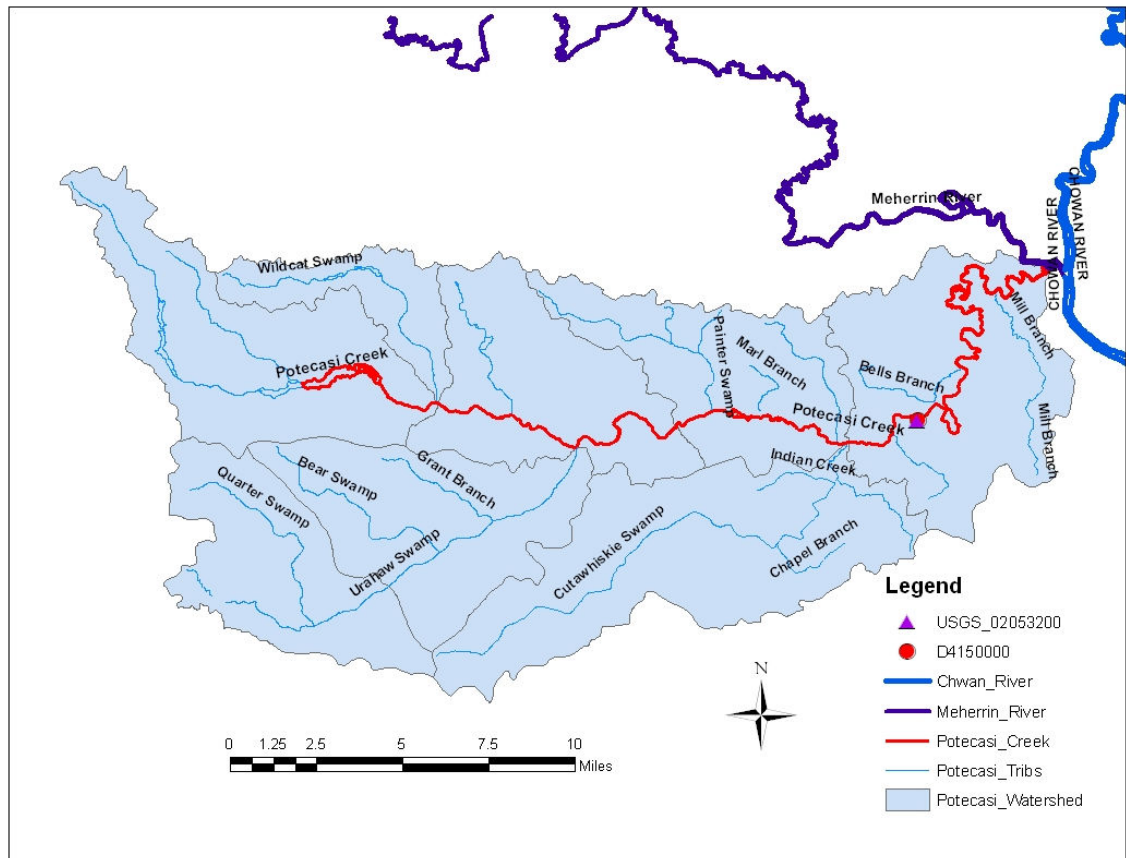 Meherrin River
CHOWAN RIVER
CHOWAN RIVER
Wildcat Swamp
Potecasi Creek
Painter Swamp
Marl Branch
Mill Branch
Bells Branch
Potecasi Creek
Mill Branch
Indian Creek
Grant Branch
Bear Swamp
Quarter Swamp
Urahaw Swamp
Cutawhiskie Swamp
Chapel Branch
Legend
USGS_02053200
D4150000
Chwan_River
Meherrin_River
Potecasi_Creek
Potecasi_Tribs
Potecasi_Watershed
N
0 1.25 2.5 5 7.5 10
Miles